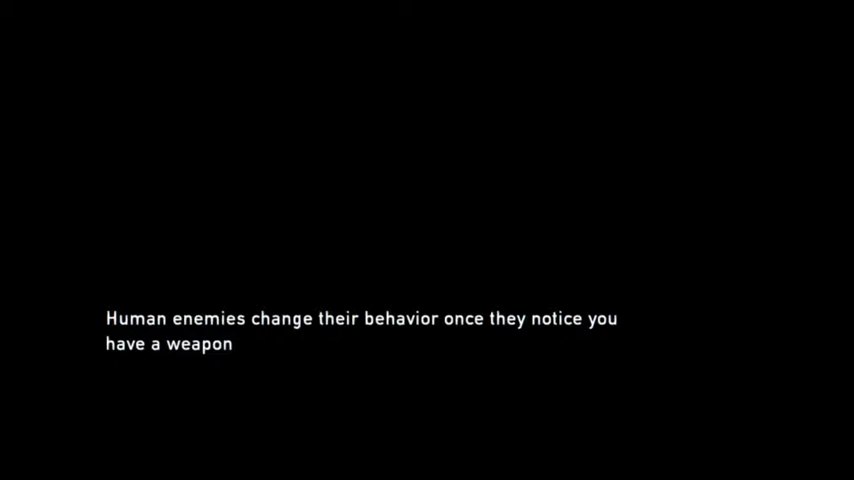 Human enemies change their behavior once they notice you
have a weapon